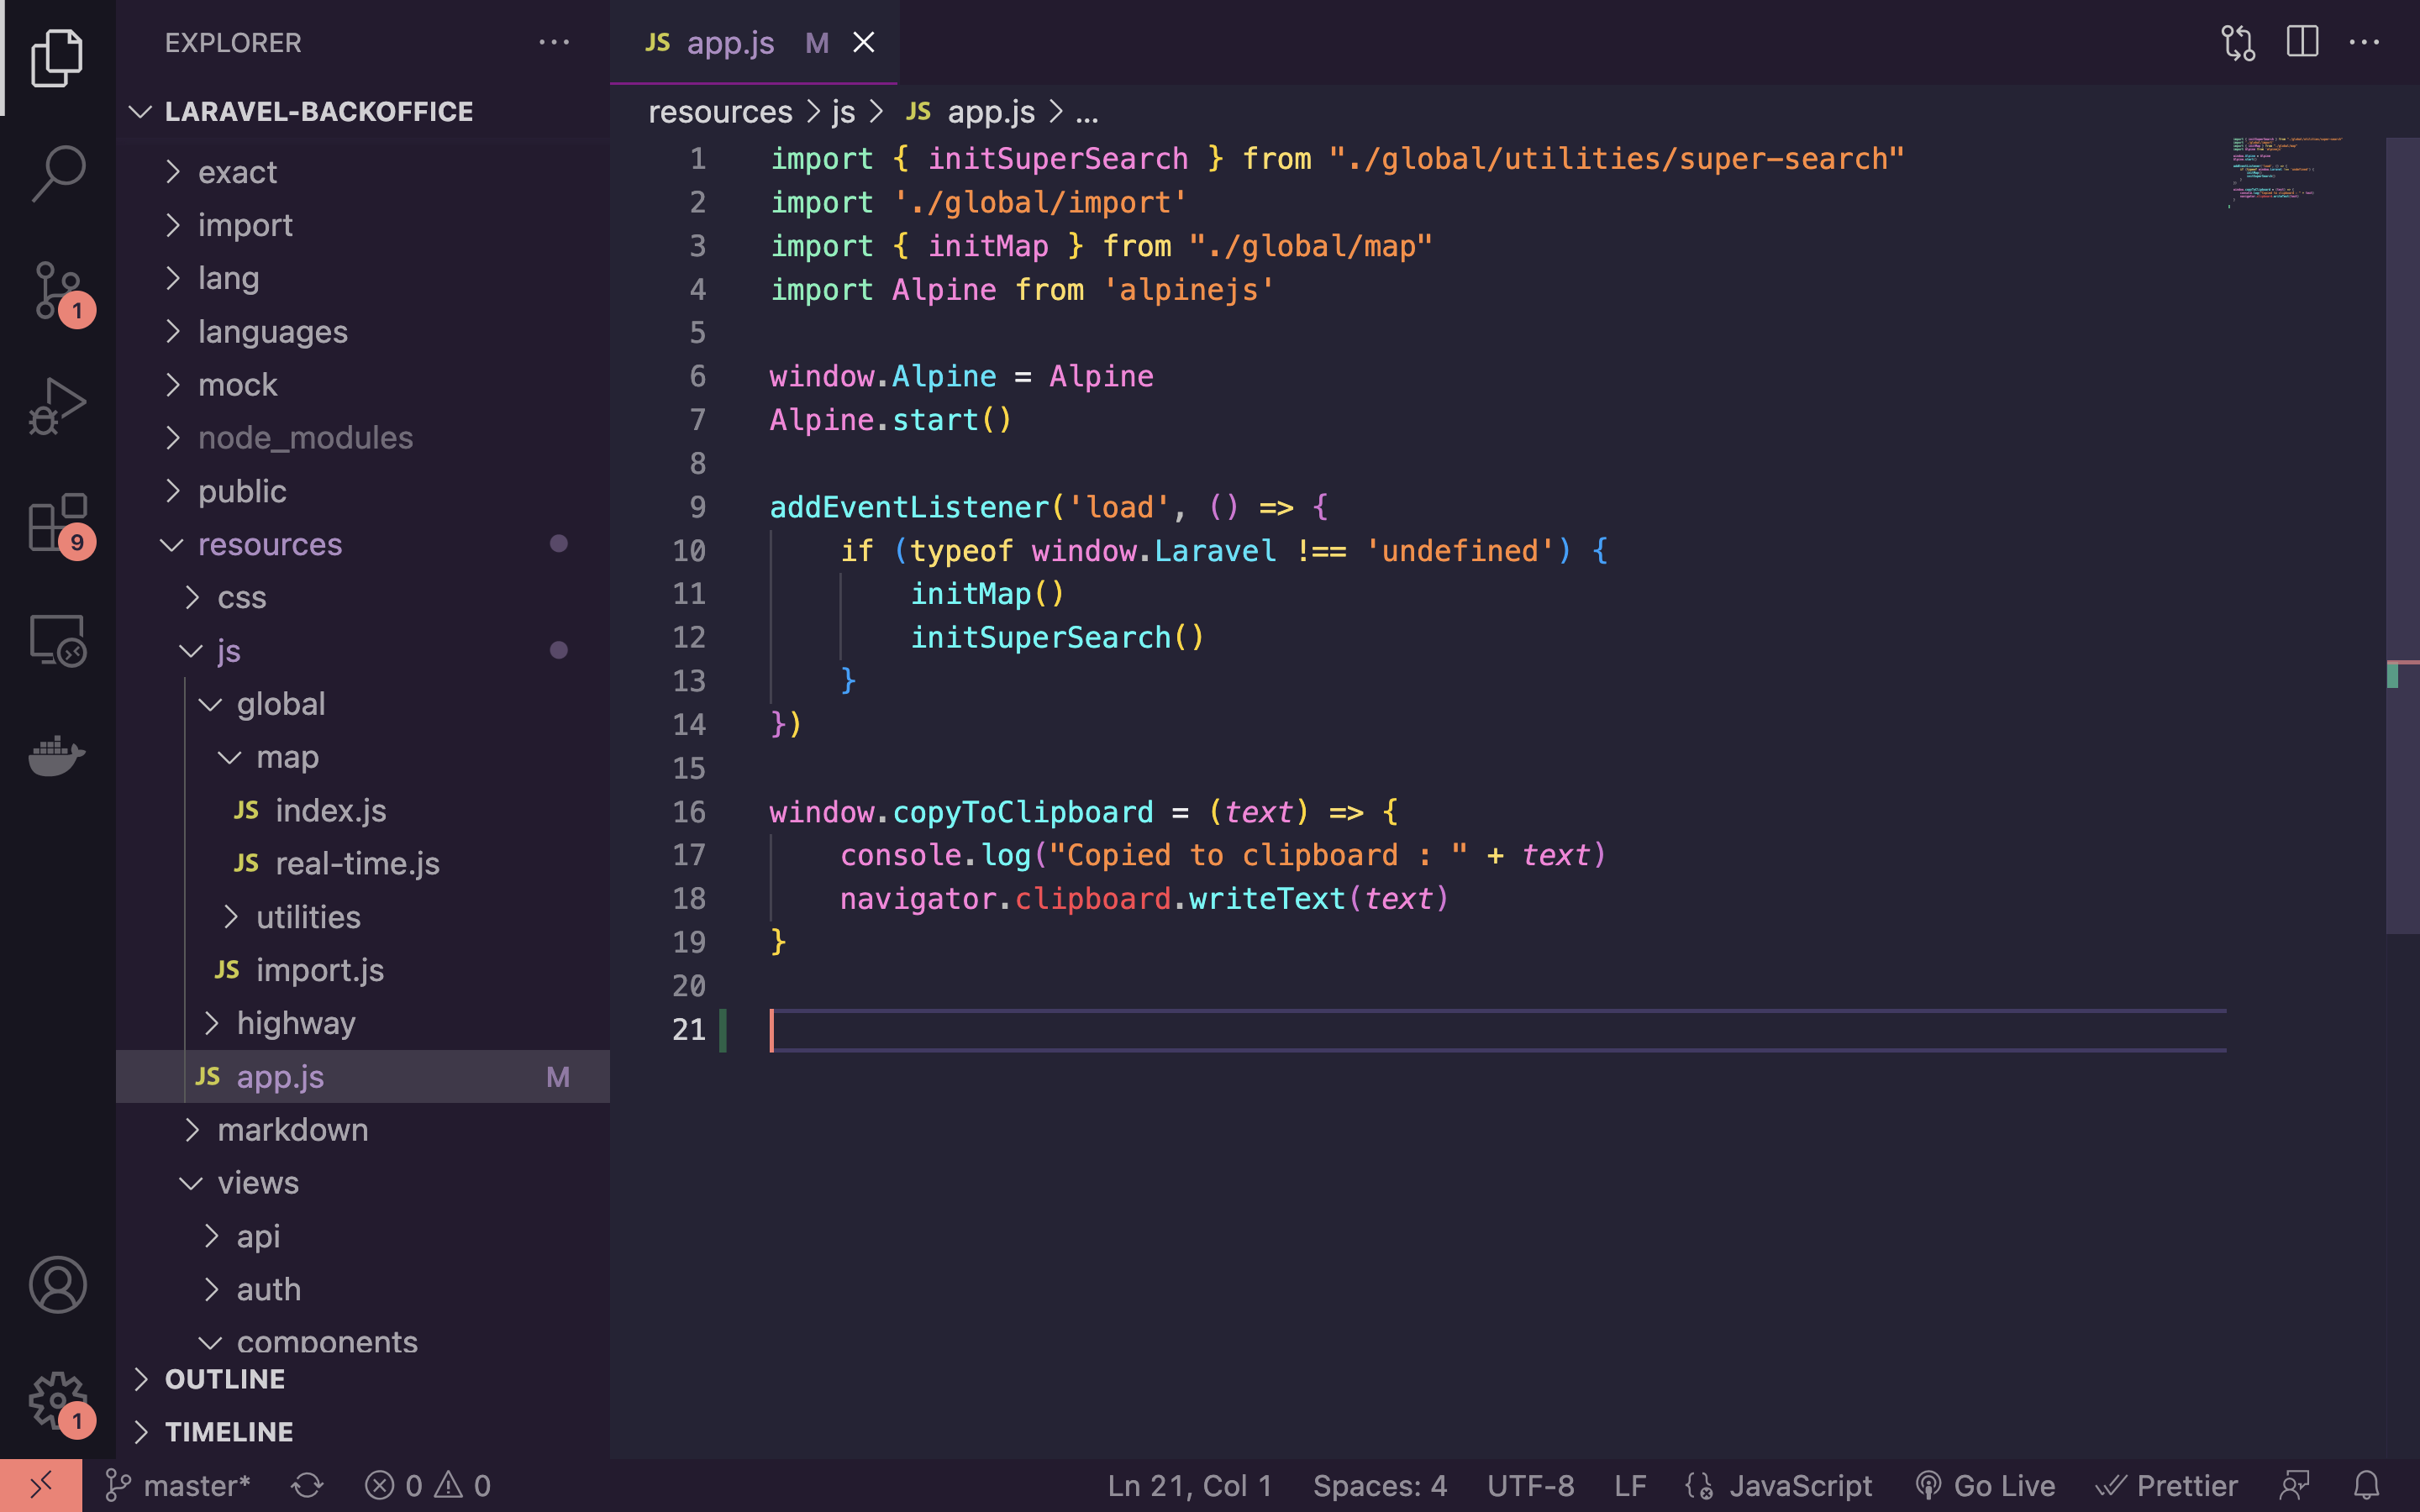 EXPLORER
LARAVEL-BACKOFFICE
exact
import
lang
languages
mock
node_modules
public
resources
css
js
global
map
JS index.js
JS real-time.js
utilities
JS import.js
highway
JS app.js M
markdown
views
api
auth
components
OUTLINE
TIMELINE
1
9
1
JS app.js M
resources > js > JS app.js > ...
1 import { initSuperSearch } from "./global/utilities/super-search"
2 import './global/import'
3 import { initMap } from "./global/map"
4 import Alpine from 'alpinejs'
5
6 window.Alpine = Alpine
7 Alpine.start()
8
9 addEventListener('load', () => {
10 if (typeof window.Laravel !== 'undefined') {
11 initMap()
12 initSuperSearch()
13 }
14 })
15
16 window.copyToClipboard = (text) => {
17 console.log("Copied to clipboard : " + text)
18 navigator.clipboard.writeText(text)
19 }
20
21
master* 0 0 Ln 21, Col 1 Spaces: 4 UTF-8 LF JavaScript Go Live Prettier